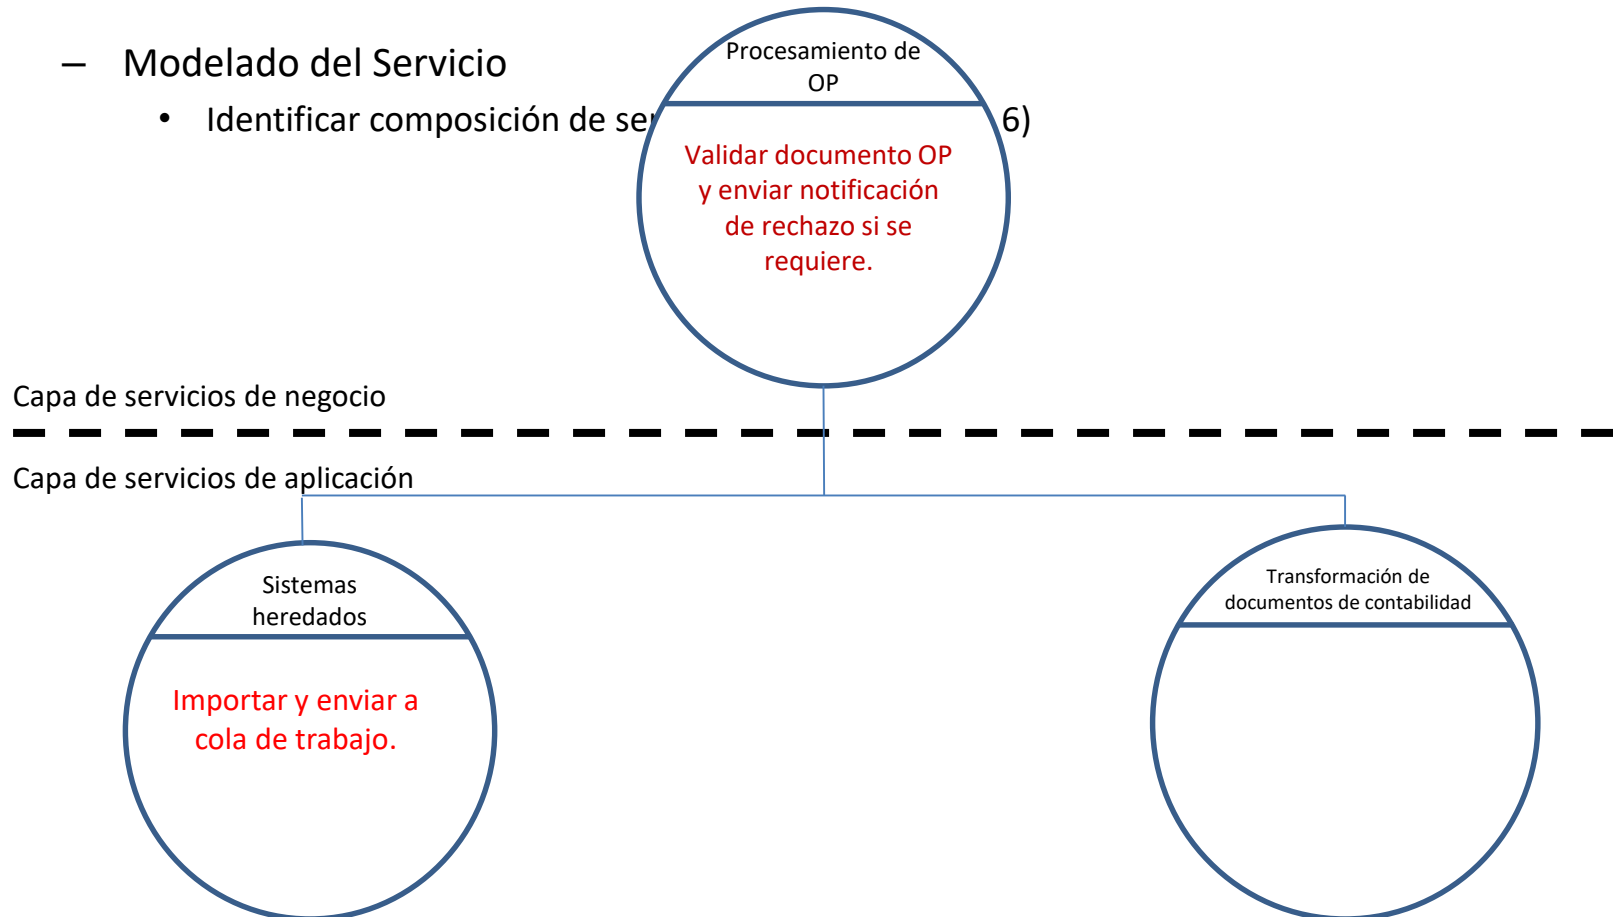 – Modelado del Servicio
• Identificar composición de se 6)
Procesamiento de
OP
Validar documento OP
y enviar notificación
de rechazo si se
requiere.
Capa de servicios de negocio
Capa de servicios de aplicación
Sistemas
heredados
Importar y enviar a
cola de trabajo.
Transformación de
documentos de contabilidad